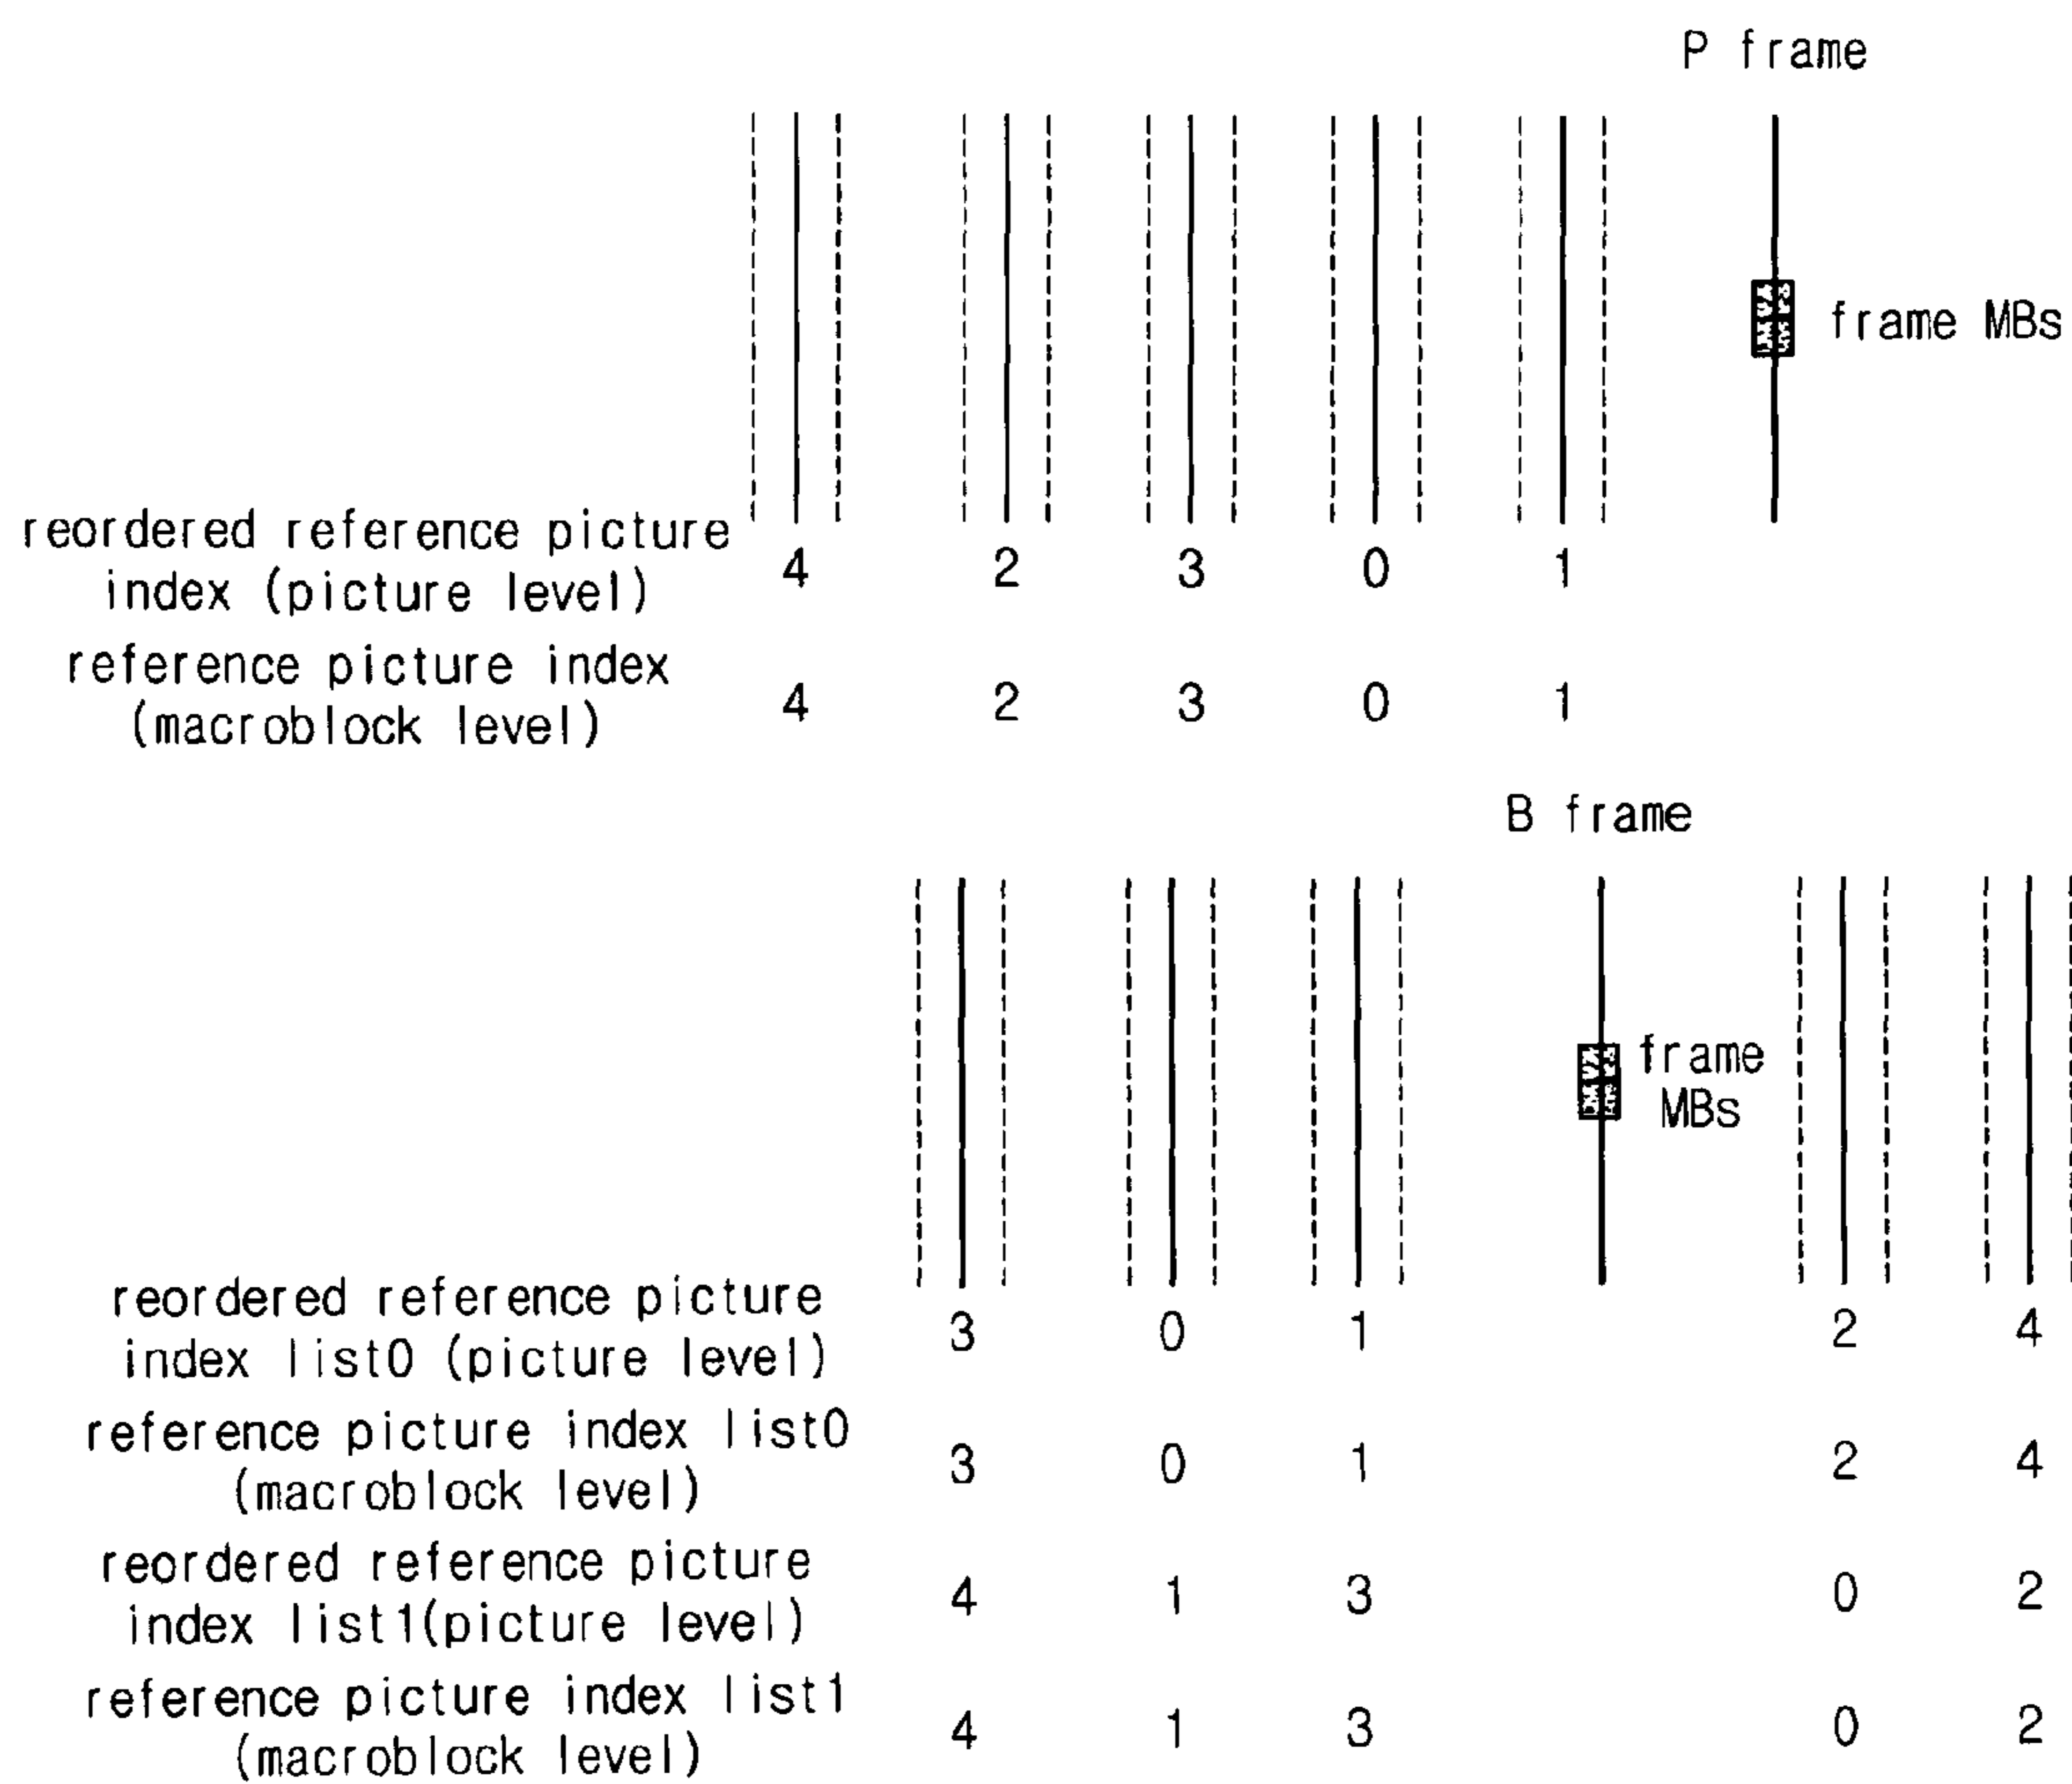 P frame
frame MBs
reordered reference picture
index (picture level)
4 2 3 0 1
reference picture index
(macroblock level)
4 2 3 0 1
B frame
frame
MBs
reordered reference picture
index list0 (picture level)
3 0 1 2 4
reference picture index list0
(macroblock level)
3 0 1 2 4
reordered reference picture
index list1(picture level)
4 1 3 0 2
reference picture index list1
(macroblock level)
4 1 3 0 2